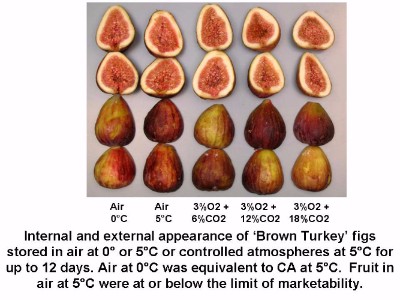 Air Air 3%O2 + 3%O2 + 3%O2 +
0°C 5°C 6%CO2 12%CO2 18%CO2
Internal and external appearance of ‘Brown Turkey’ figs
stored in air at 0° or 5°C or controlled atmospheres at 5°C for
up to 12 days. Air at 0°C was equivalent to CA at 5°C. Fruit in
air at 5°C were at or below the limit of marketability.